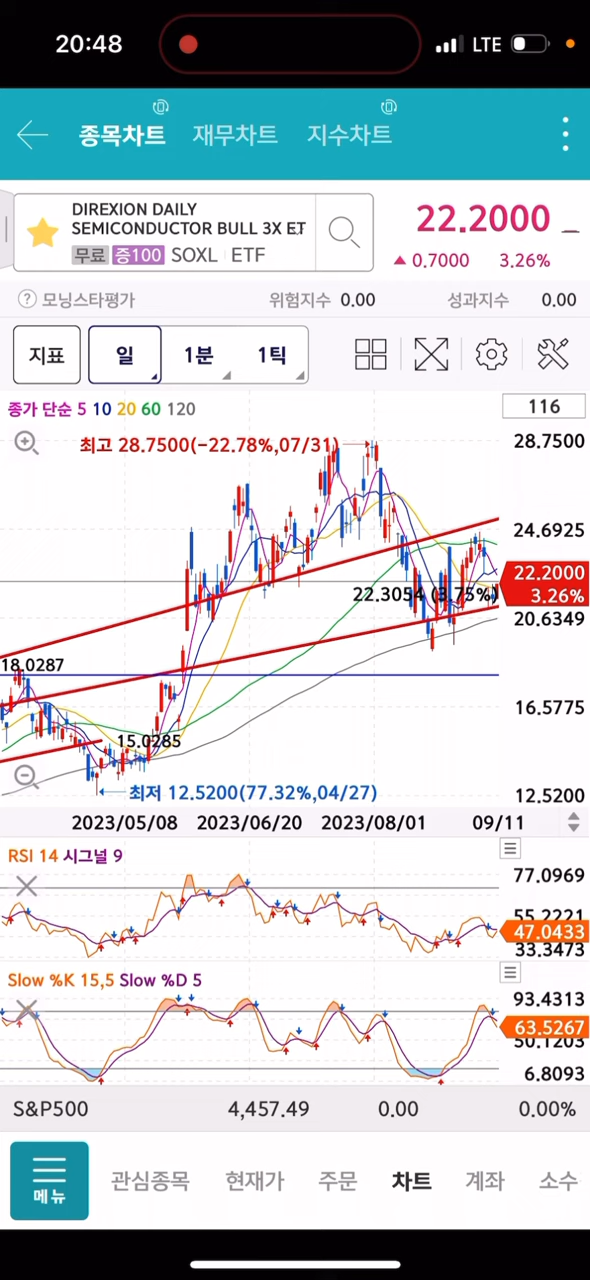 20:48
LTE
종목차트 재무차트 지수차트
DIREXION DAILY
SEMICONDUCTOR BULL 3X ET
무료 증100 SOXL ETF
22.2000
▲ 0.7000 3.26%
? 모닝스타평가 위험지수 0.00 성과지수 0.00
지표 일 1분 1틱
종가 단순 5 10 20 60 120
116
최고 28.7500(-22.78%,07/31)
28.7500
24.6925
22.2000
3.26%
22.3054 (3.75%)
20.6349
18.0287
16.5775
15.0285
최저 12.5200(77.32%,04/27)
12.5200
2023/05/08 2023/06/20 2023/08/01 09/11
RSI 14 시그널 9
77.0969
55.2221
47.0433
33.3473
Slow %K 15,5 Slow %D 5
93.4313
63.5267
50.1203
6.8093
S&P500 4,457.49 0.00 0.00%
메뉴 관심종목 현재가 주문 차트 계좌 소수